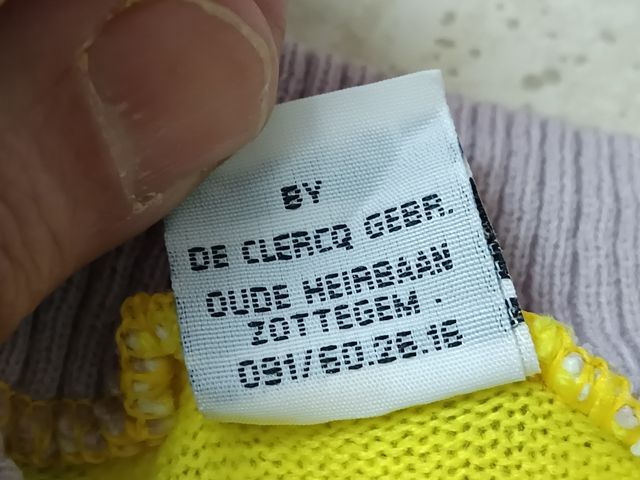 BY
DE CLERCQ GEBR.
OUDE HEIRBAAN
ZOTTEGEM .
091/60.26.16